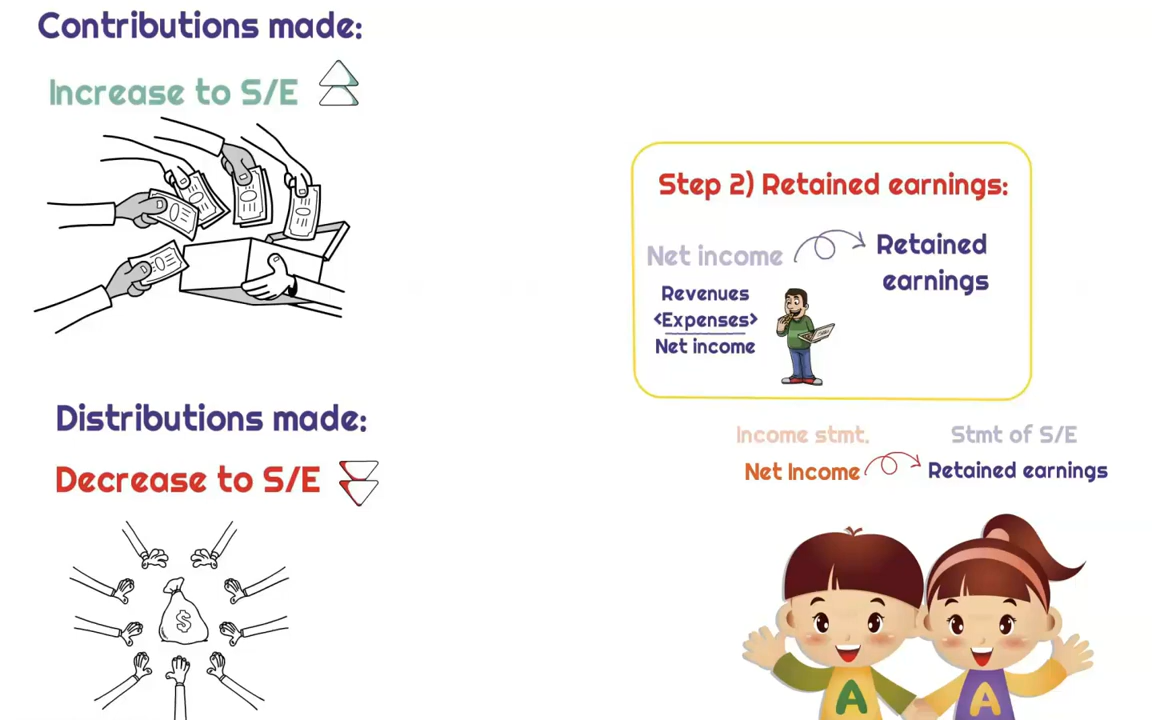 Contributions made:
Increase to S/E
Distributions made:
Decrease to S/E
$
Step 2) Retained earnings:
Net income
Retained
earnings
Revenues
<Expenses>
Net income
Income stmt.
Stmt of S/E
Net Income
Retained earnings
A
A